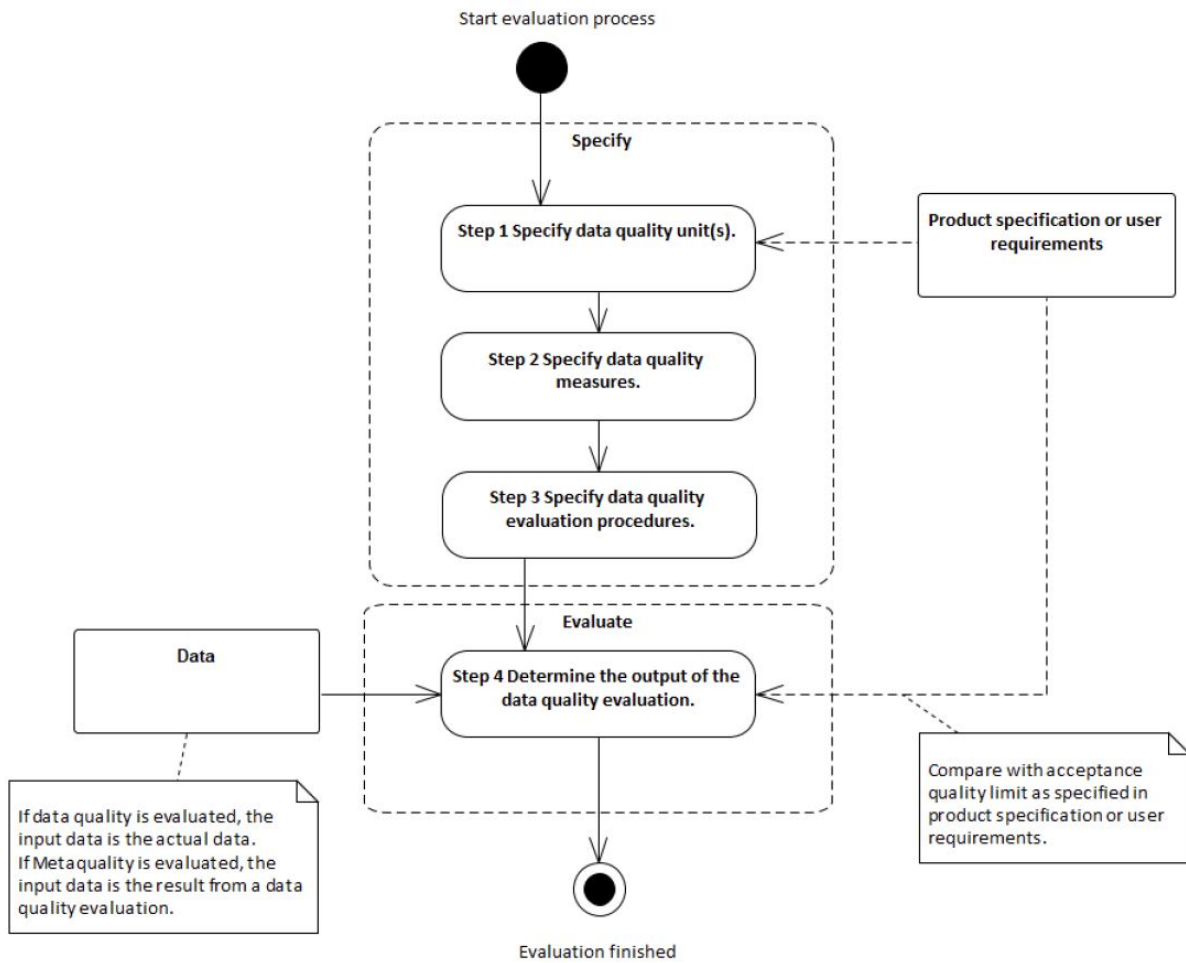 Start evaluation process
Specify
Step 1 Specify data quality unit(s).
Product specification or user
requirements
Step 2 Specify data quality
measures.
Step 3 Specify data quality
evaluation procedures.
Evaluate
Data
Step 4 Determine the output of the
data quality evaluation.
If data quality is evaluated, the
input data is the actual data.
If Metaquality is evaluated, the
input data is the result from a data
quality evaluation.
Compare with acceptance
quality limit as specified in
product specification or user
requirements.
Evaluation finished